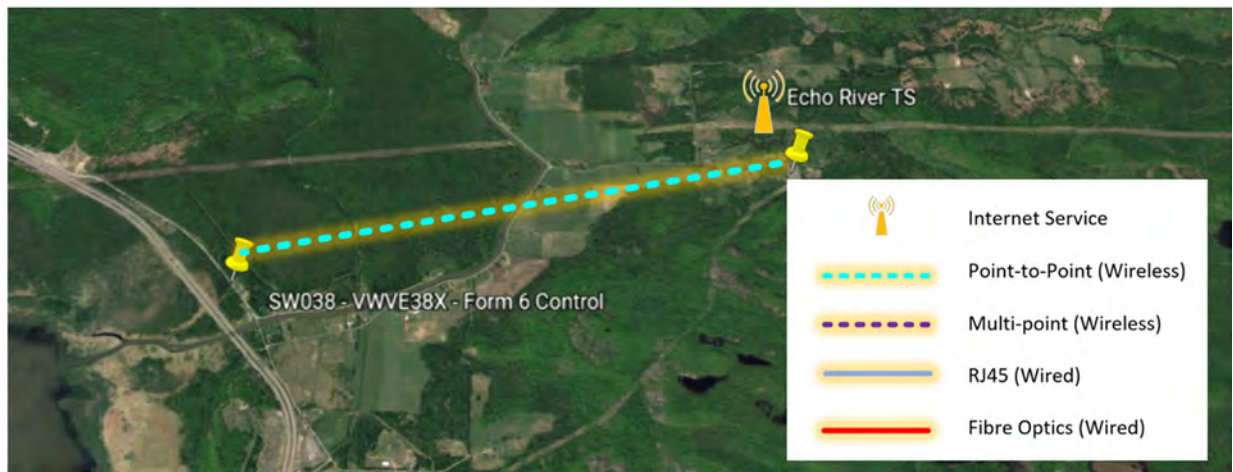 Echo River TS
SW038 - VWVE38X - Form 6 Control
Internet Service
Point-to-Point (Wireless)
Multi-point (Wireless)
RJ45 (Wired)
Fibre Optics (Wired)